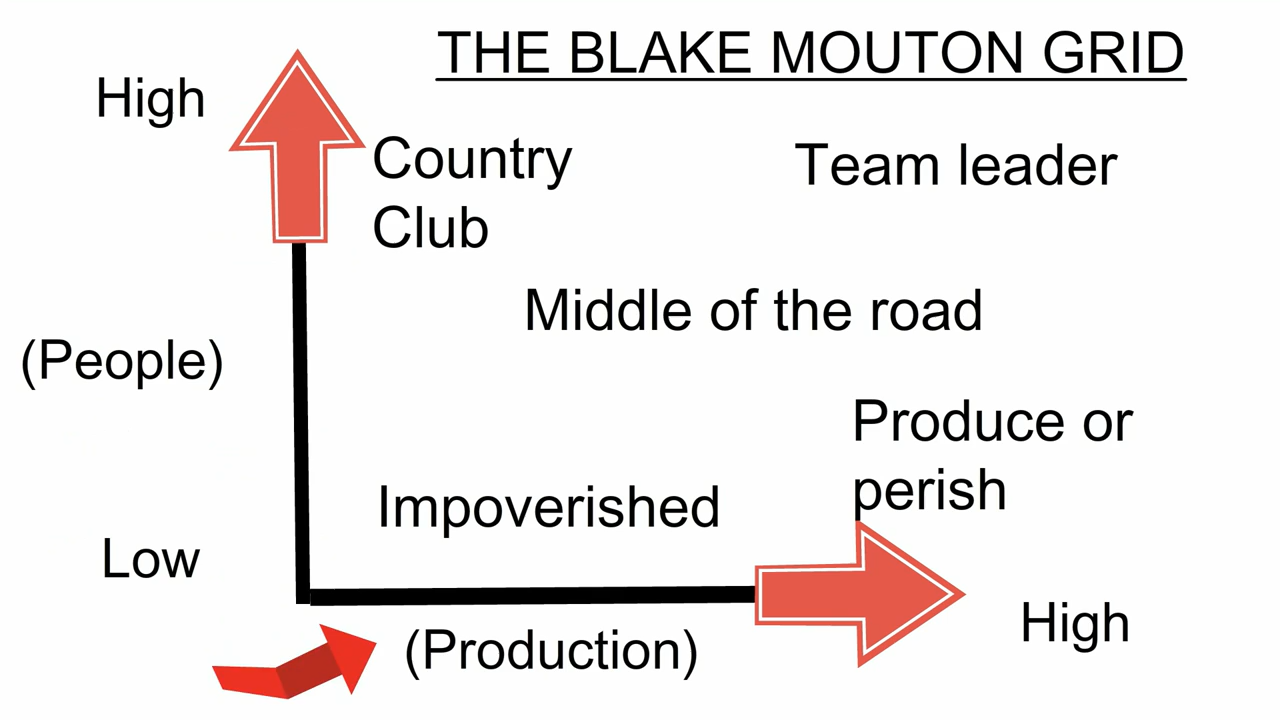 THE BLAKE MOUTON GRID
High
Country
Club
Team leader
Middle of the road
(People)
Produce or
perish
Impoverished
Low
High
(Production)